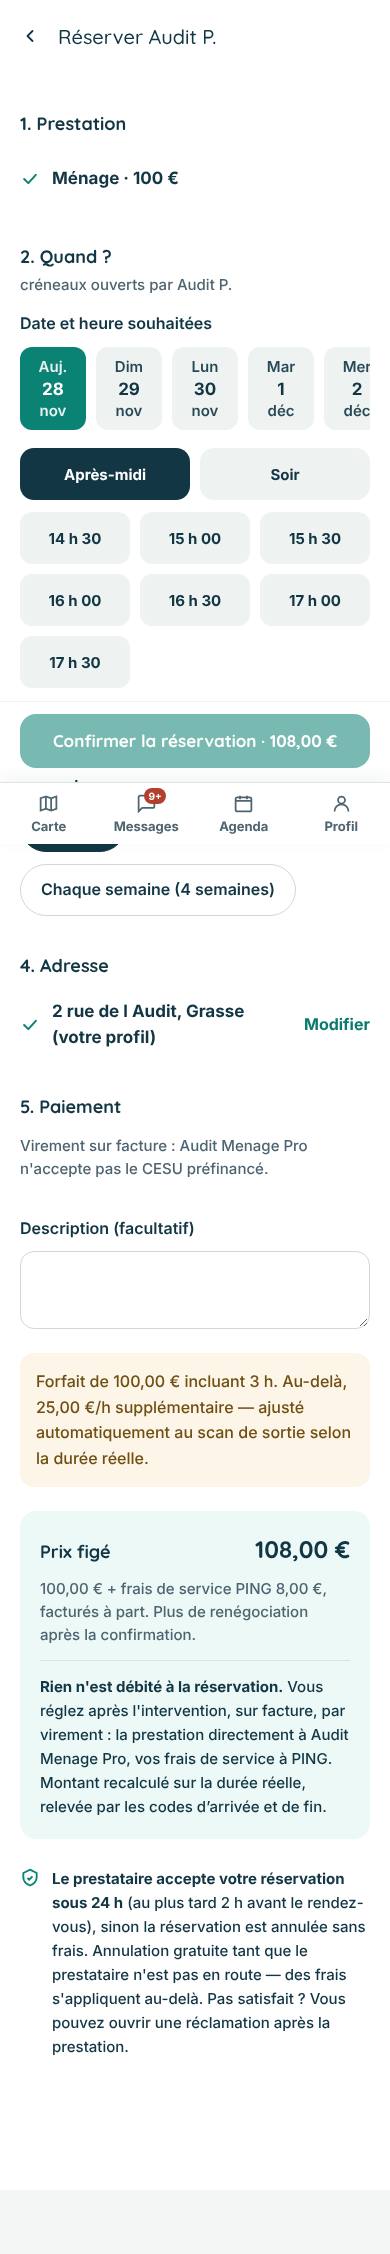 Réserver Audit P.
1. Prestation
Ménage · 100 €
2. Quand ?
créneaux ouverts par Audit P.
Date et heure souhaitées
Auj. Dim Lun Mar Mer
28 29 30 1 2
nov nov nov déc déc
Après-midi Soir
14 h 30 15 h 00 15 h 30
16 h 00 16 h 30 17 h 00
17 h 30
Confirmer la réservation · 108,00 €
9+
Carte Messages Agenda Profil
Chaque semaine (4 semaines)
4. Adresse
2 rue de l Audit, Grasse
(votre profil)
Modifier
5. Paiement
Virement sur facture : Audit Menage Pro
n'accepte pas le CESU préfinancé.
Description (facultatif)
Forfait de 100,00 € incluant 3 h. Au-delà,
25,00 €/h supplémentaire — ajusté
automatiquement au scan de sortie selon
la durée réelle.
Prix figé 108,00 €
100,00 € + frais de service PING 8,00 €,
facturés à part. Plus de renégociation
après la confirmation.
Rien n'est débité à la réservation. Vous
réglez après l'intervention, sur facture, par
virement : la prestation directement à Audit
Menage Pro, vos frais de service à PING.
Montant recalculé sur la durée réelle,
relevée par les codes d’arrivée et de fin.
Le prestataire accepte votre réservation
sous 24 h (au plus tard 2 h avant le rendez-
vous), sinon la réservation est annulée sans
frais. Annulation gratuite tant que le
prestataire n'est pas en route — des frais
s'appliquent au-delà. Pas satisfait ? Vous
pouvez ouvrir une réclamation après la
prestation.